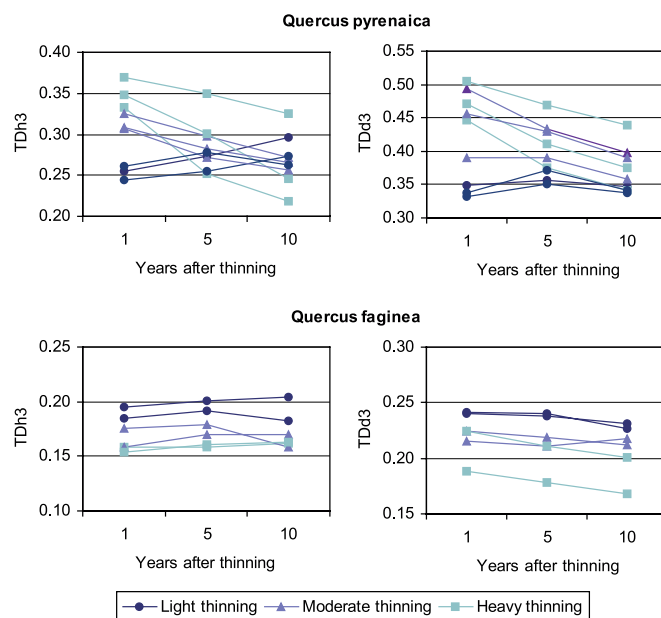 Quercus pyrenaica
0.40
0.35
0.30
0.25
0.20
TDh3
1 5 10
Years after thinning
0.55
0.50
0.45
0.40
0.35
0.30
TDd3
1 5 10
Years after thinning
Quercus faginea
0.25
0.20
0.15
0.10
TDh3
1 5 10
Years after thinning
0.30
0.25
0.20
0.15
TDd3
1 5 10
Years after thinning
Light thinning Moderate thinning Heavy thinning